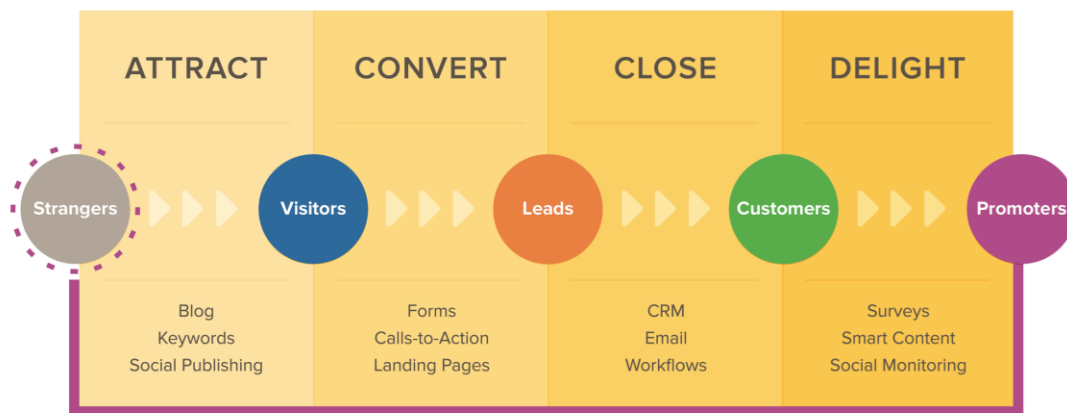 ATTRACT
CONVERT
CLOSE
DELIGHT
Strangers
Visitors
Leads
Customers
Promoters
Blog
Keywords
Social Publishing
Forms
Calls-to-Action
Landing Pages
CRM
Email
Workflows
Surveys
Smart Content
Social Monitoring